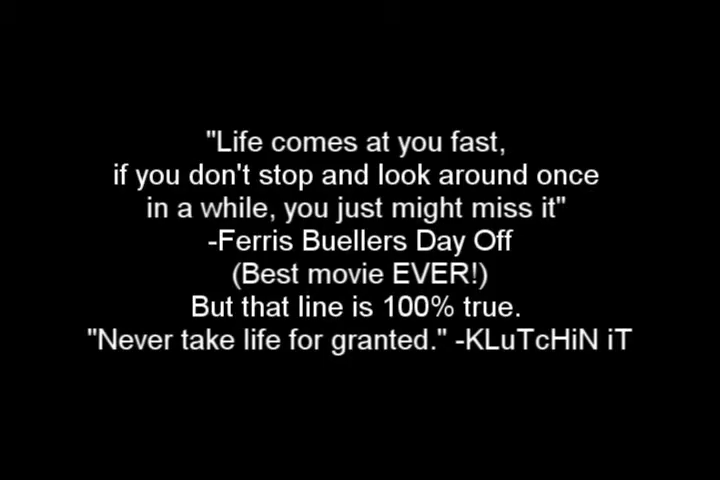 "Life comes at you fast,
if you don't stop and look around once
in a while, you just might miss it"
-Ferris Buellers Day Off
(Best movie EVER!)
But that line is 100% true.
"Never take life for granted." -KLuTcHiN iT